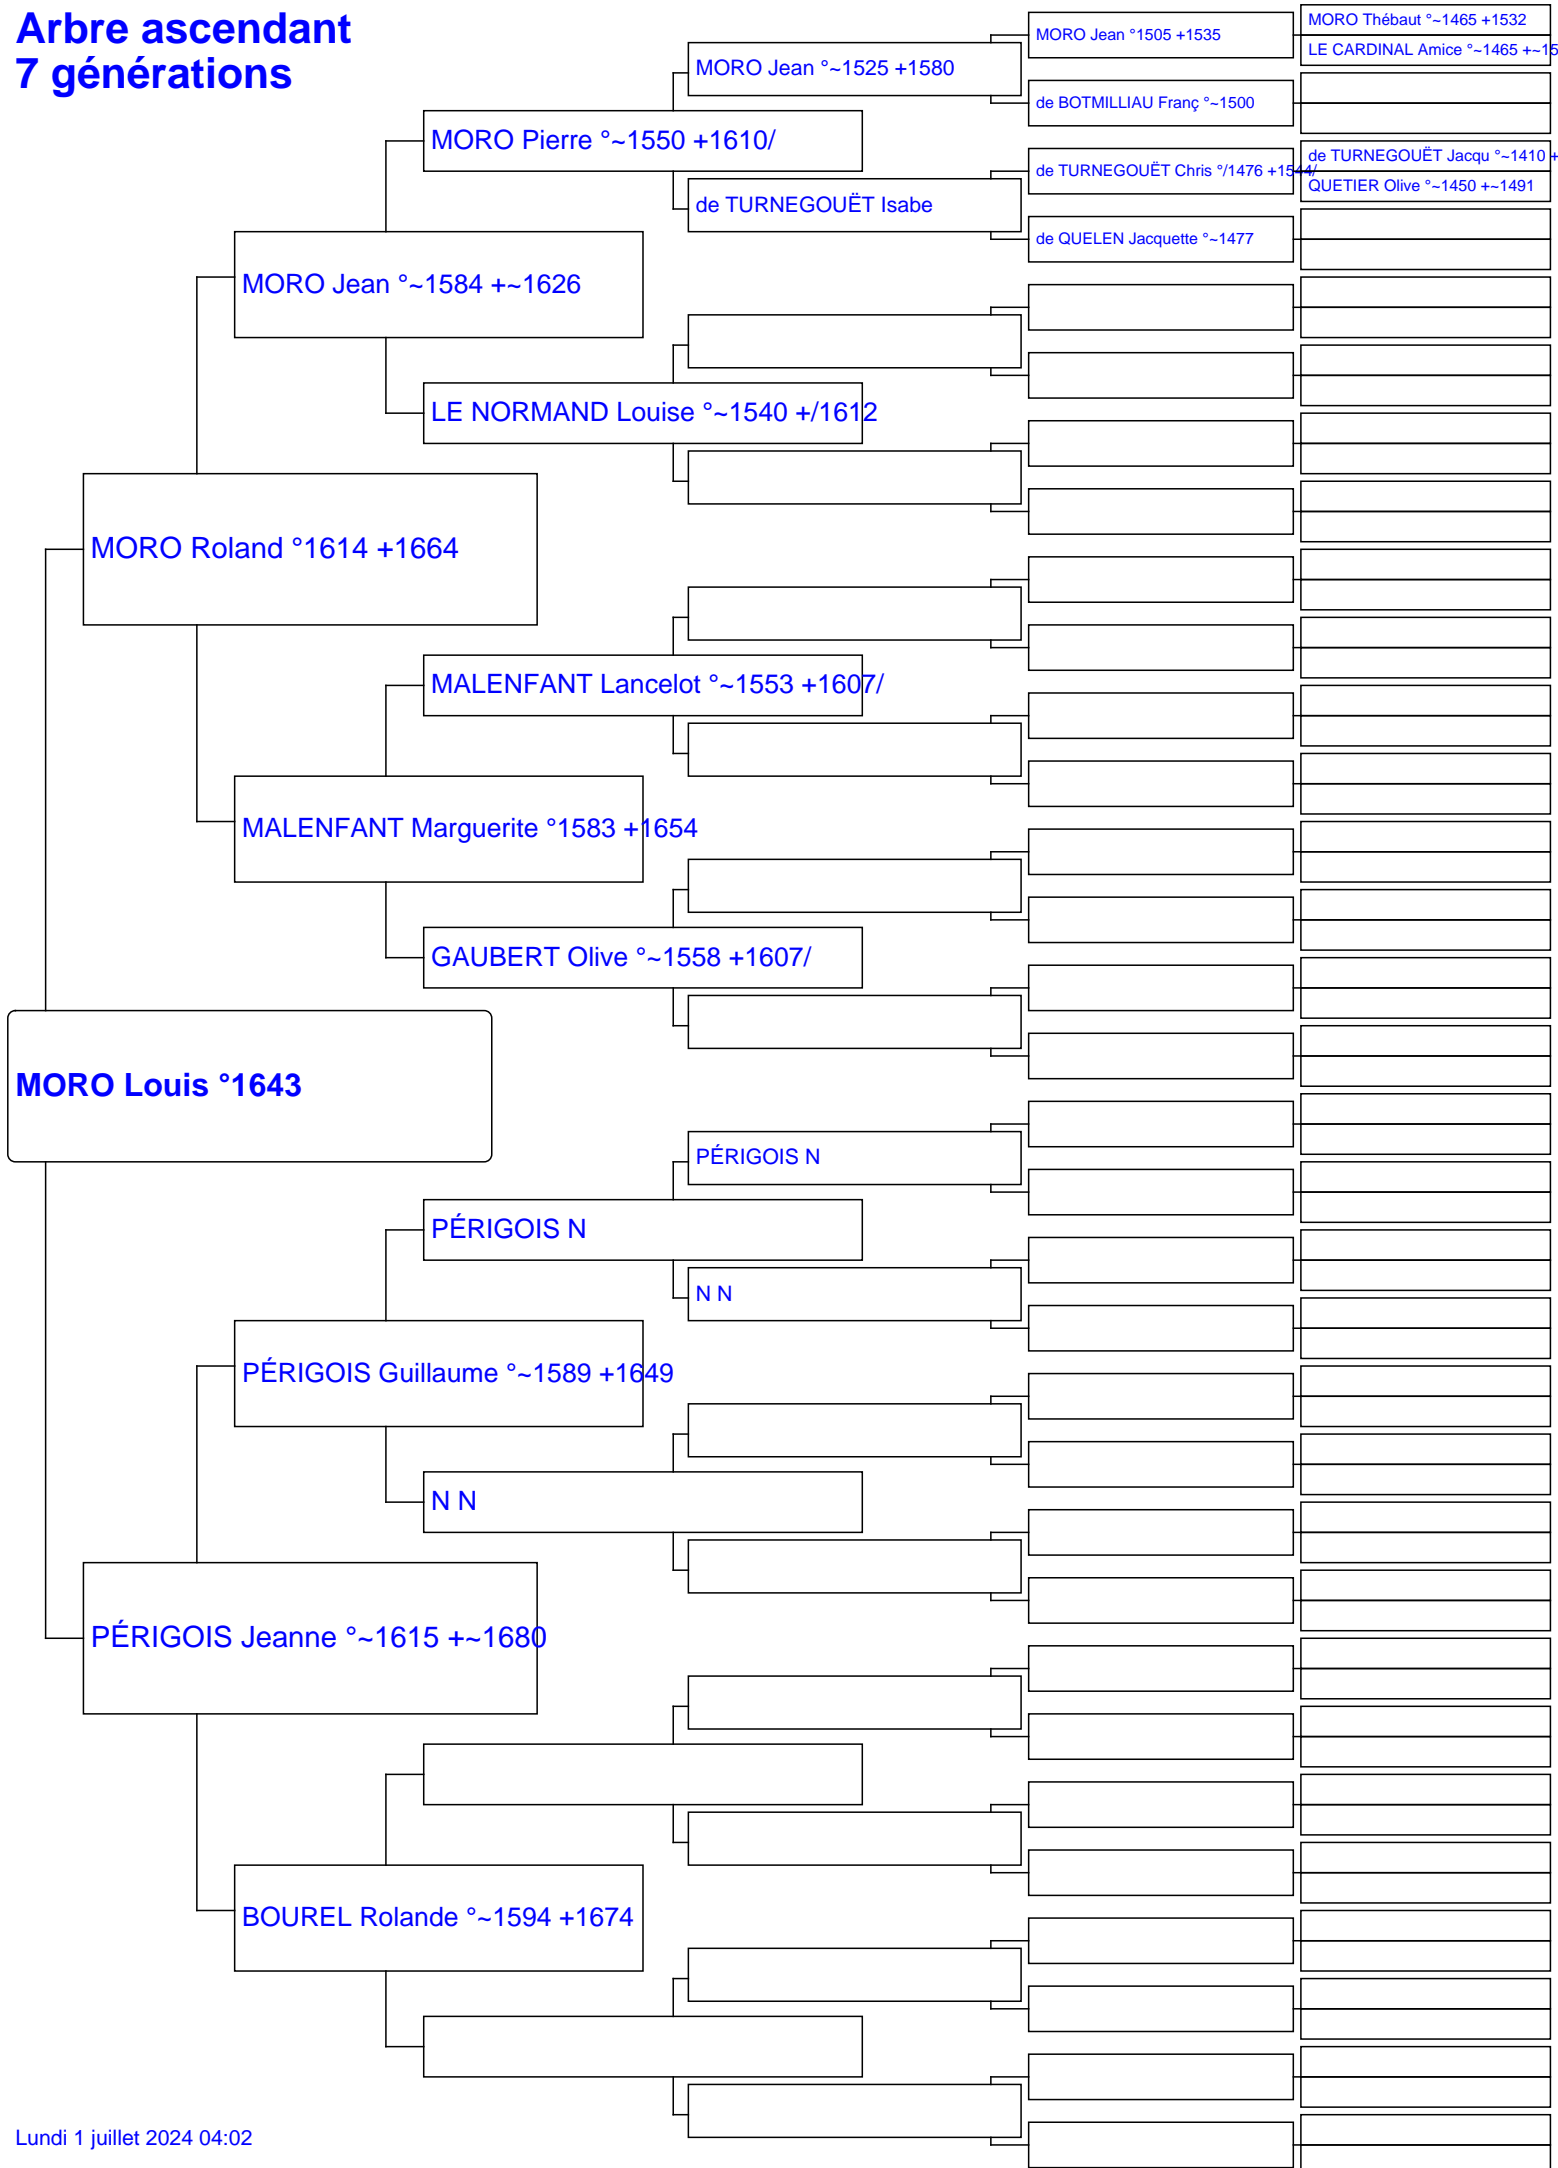 Arbre ascendant
7 générations
MORO Thébaut °~1465 +1532
MORO Jean °1505 +1535
LE CARDINAL Amice °~1465 +~15
MORO Jean °~1525 +1580
de BOTMILLIAU Franç °~1500
MORO Pierre °~1550 +1610/
de TURNEGOUËT Jacqu °~1410 +
de TURNEGOUËT Chris °/1476 +1544/
QUETIER Olive °~1450 +~1491
de TURNEGOUËT Isabe
de QUELEN Jacquette °~1477
MORO Jean °~1584 +~1626
LE NORMAND Louise °~1540 +/1612
MORO Roland °1614 +1664
MALENFANT Lancelot °~1553 +1607/
MALENFANT Marguerite °1583 +1654
GAUBERT Olive °~1558 +1607/
MORO Louis °1643
PÉRIGOIS N
PÉRIGOIS N
N N
PÉRIGOIS Guillaume °~1589 +1649
N N
PÉRIGOIS Jeanne °~1615 +~1680
BOUREL Rolande °~1594 +1674
Lundi 1 juillet 2024 04:02